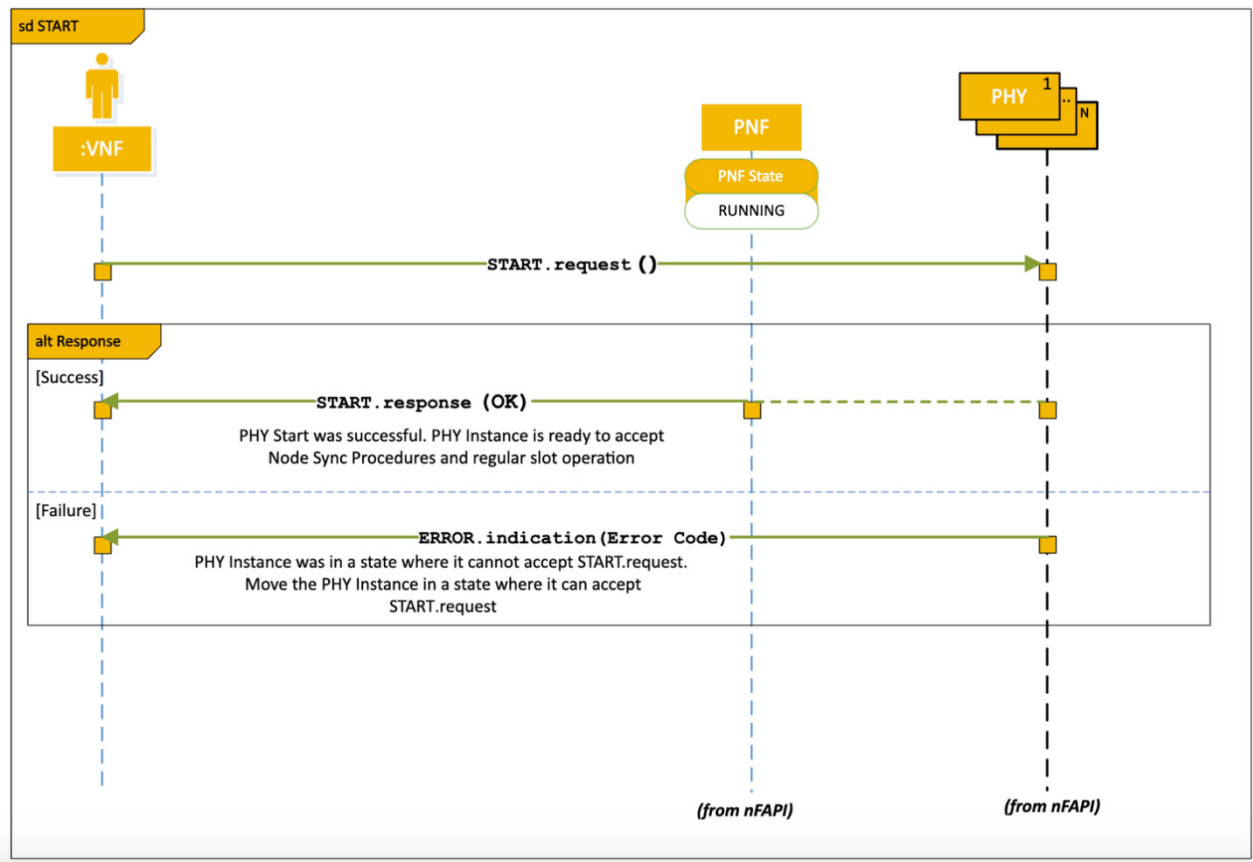 sd START
:VNF
PNF
PNF State
RUNNING
PHY
1
..
N
START.request ()
alt Response
[Success]
START.response (OK)
PHY Start was successful. PHY Instance is ready to accept
Node Sync Procedures and regular slot operation
[Failure]
ERROR.indication(Error Code)
PHY Instance was in a state where it cannot accept START.request.
Move the PHY Instance in a state where it can accept
START.request
(from nFAPI)
(from nFAPI)